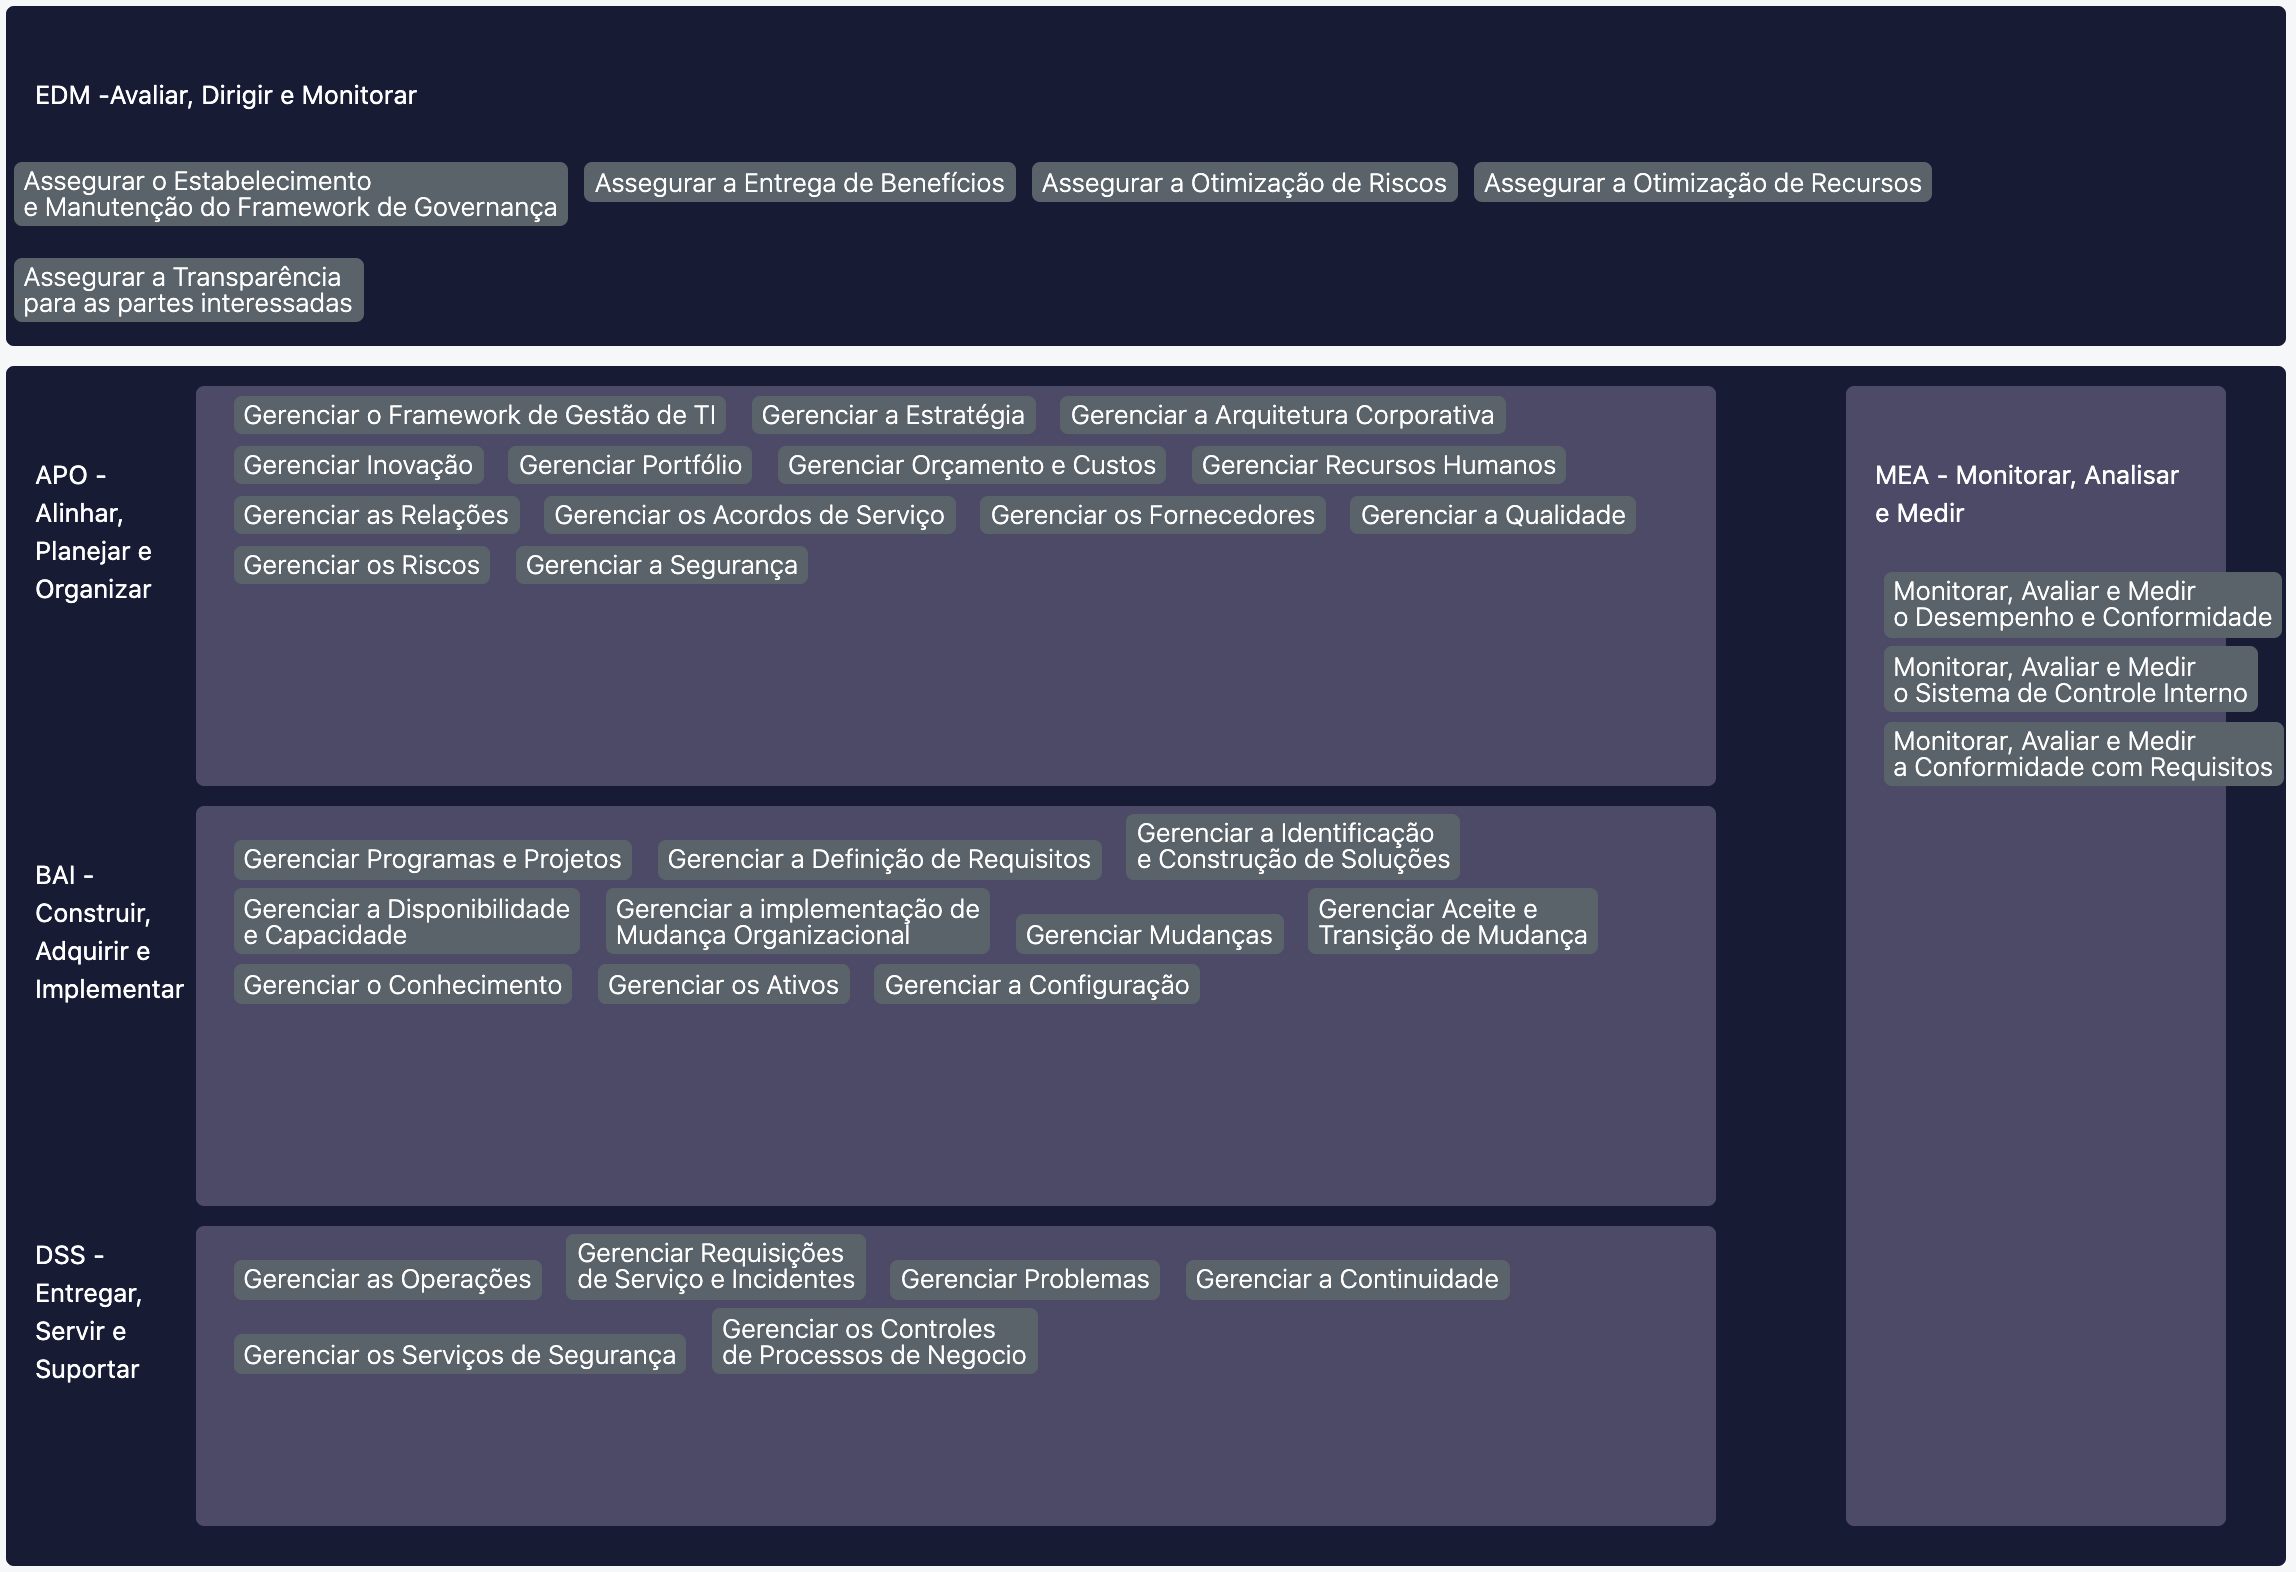 EDM -Avaliar, Dirigir e Monitorar
Assegurar o Estabelecimento
e Manutenção do Framework de Governança
Assegurar a Entrega de Benefícios
Assegurar a Otimização de Riscos
Assegurar a Otimização de Recursos
Assegurar a Transparência
para as partes interessadas
APO -
Alinhar,
Planejar e
Organizar
Gerenciar o Framework de Gestão de TI
Gerenciar a Estratégia
Gerenciar a Arquitetura Corporativa
Gerenciar Inovação
Gerenciar Portfólio
Gerenciar Orçamento e Custos
Gerenciar Recursos Humanos
Gerenciar as Relações
Gerenciar os Acordos de Serviço
Gerenciar os Fornecedores
Gerenciar a Qualidade
Gerenciar os Riscos
Gerenciar a Segurança
BAI -
Construir,
Adquirir e
Implementar
Gerenciar Programas e Projetos
Gerenciar a Definição de Requisitos
Gerenciar a Identificação
e Construção de Soluções
Gerenciar a Disponibilidade
e Capacidade
Gerenciar a implementação de
Mudança Organizacional
Gerenciar Mudanças
Gerenciar Aceite e
Transição de Mudança
Gerenciar o Conhecimento
Gerenciar os Ativos
Gerenciar a Configuração
DSS -
Entregar,
Servir e
Suportar
Gerenciar as Operações
Gerenciar Requisições
de Serviço e Incidentes
Gerenciar Problemas
Gerenciar a Continuidade
Gerenciar os Serviços de Segurança
Gerenciar os Controles
de Processos de Negocio
MEA - Monitorar, Analisar
e Medir
Monitorar, Avaliar e Medir
o Desempenho e Conformidade
Monitorar, Avaliar e Medir
o Sistema de Controle Interno
Monitorar, Avaliar e Medir
a Conformidade com Requisitos